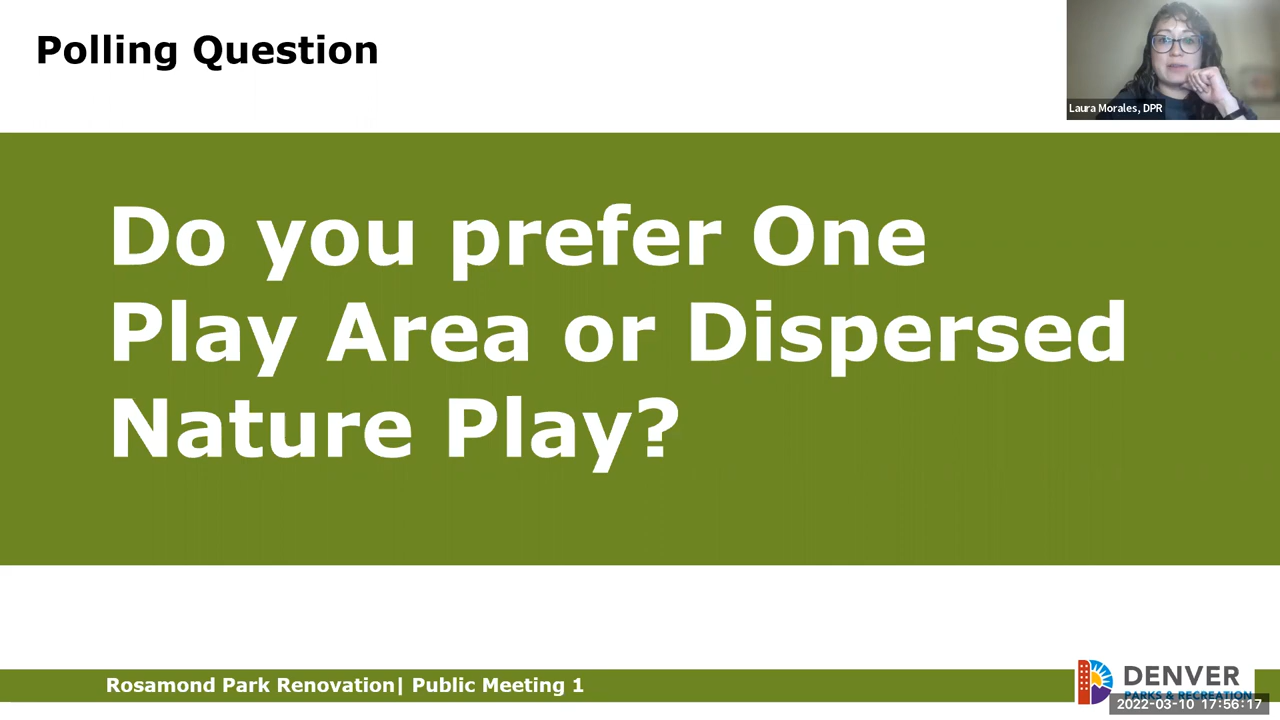 Polling Question
Laura Morales, DPR
Do you prefer One
Play Area or Dispersed
Nature Play?
Rosamond Park Renovation| Public Meeting 1
DENVER
PARKS & RECREATION
2022-03-10 17:56:17